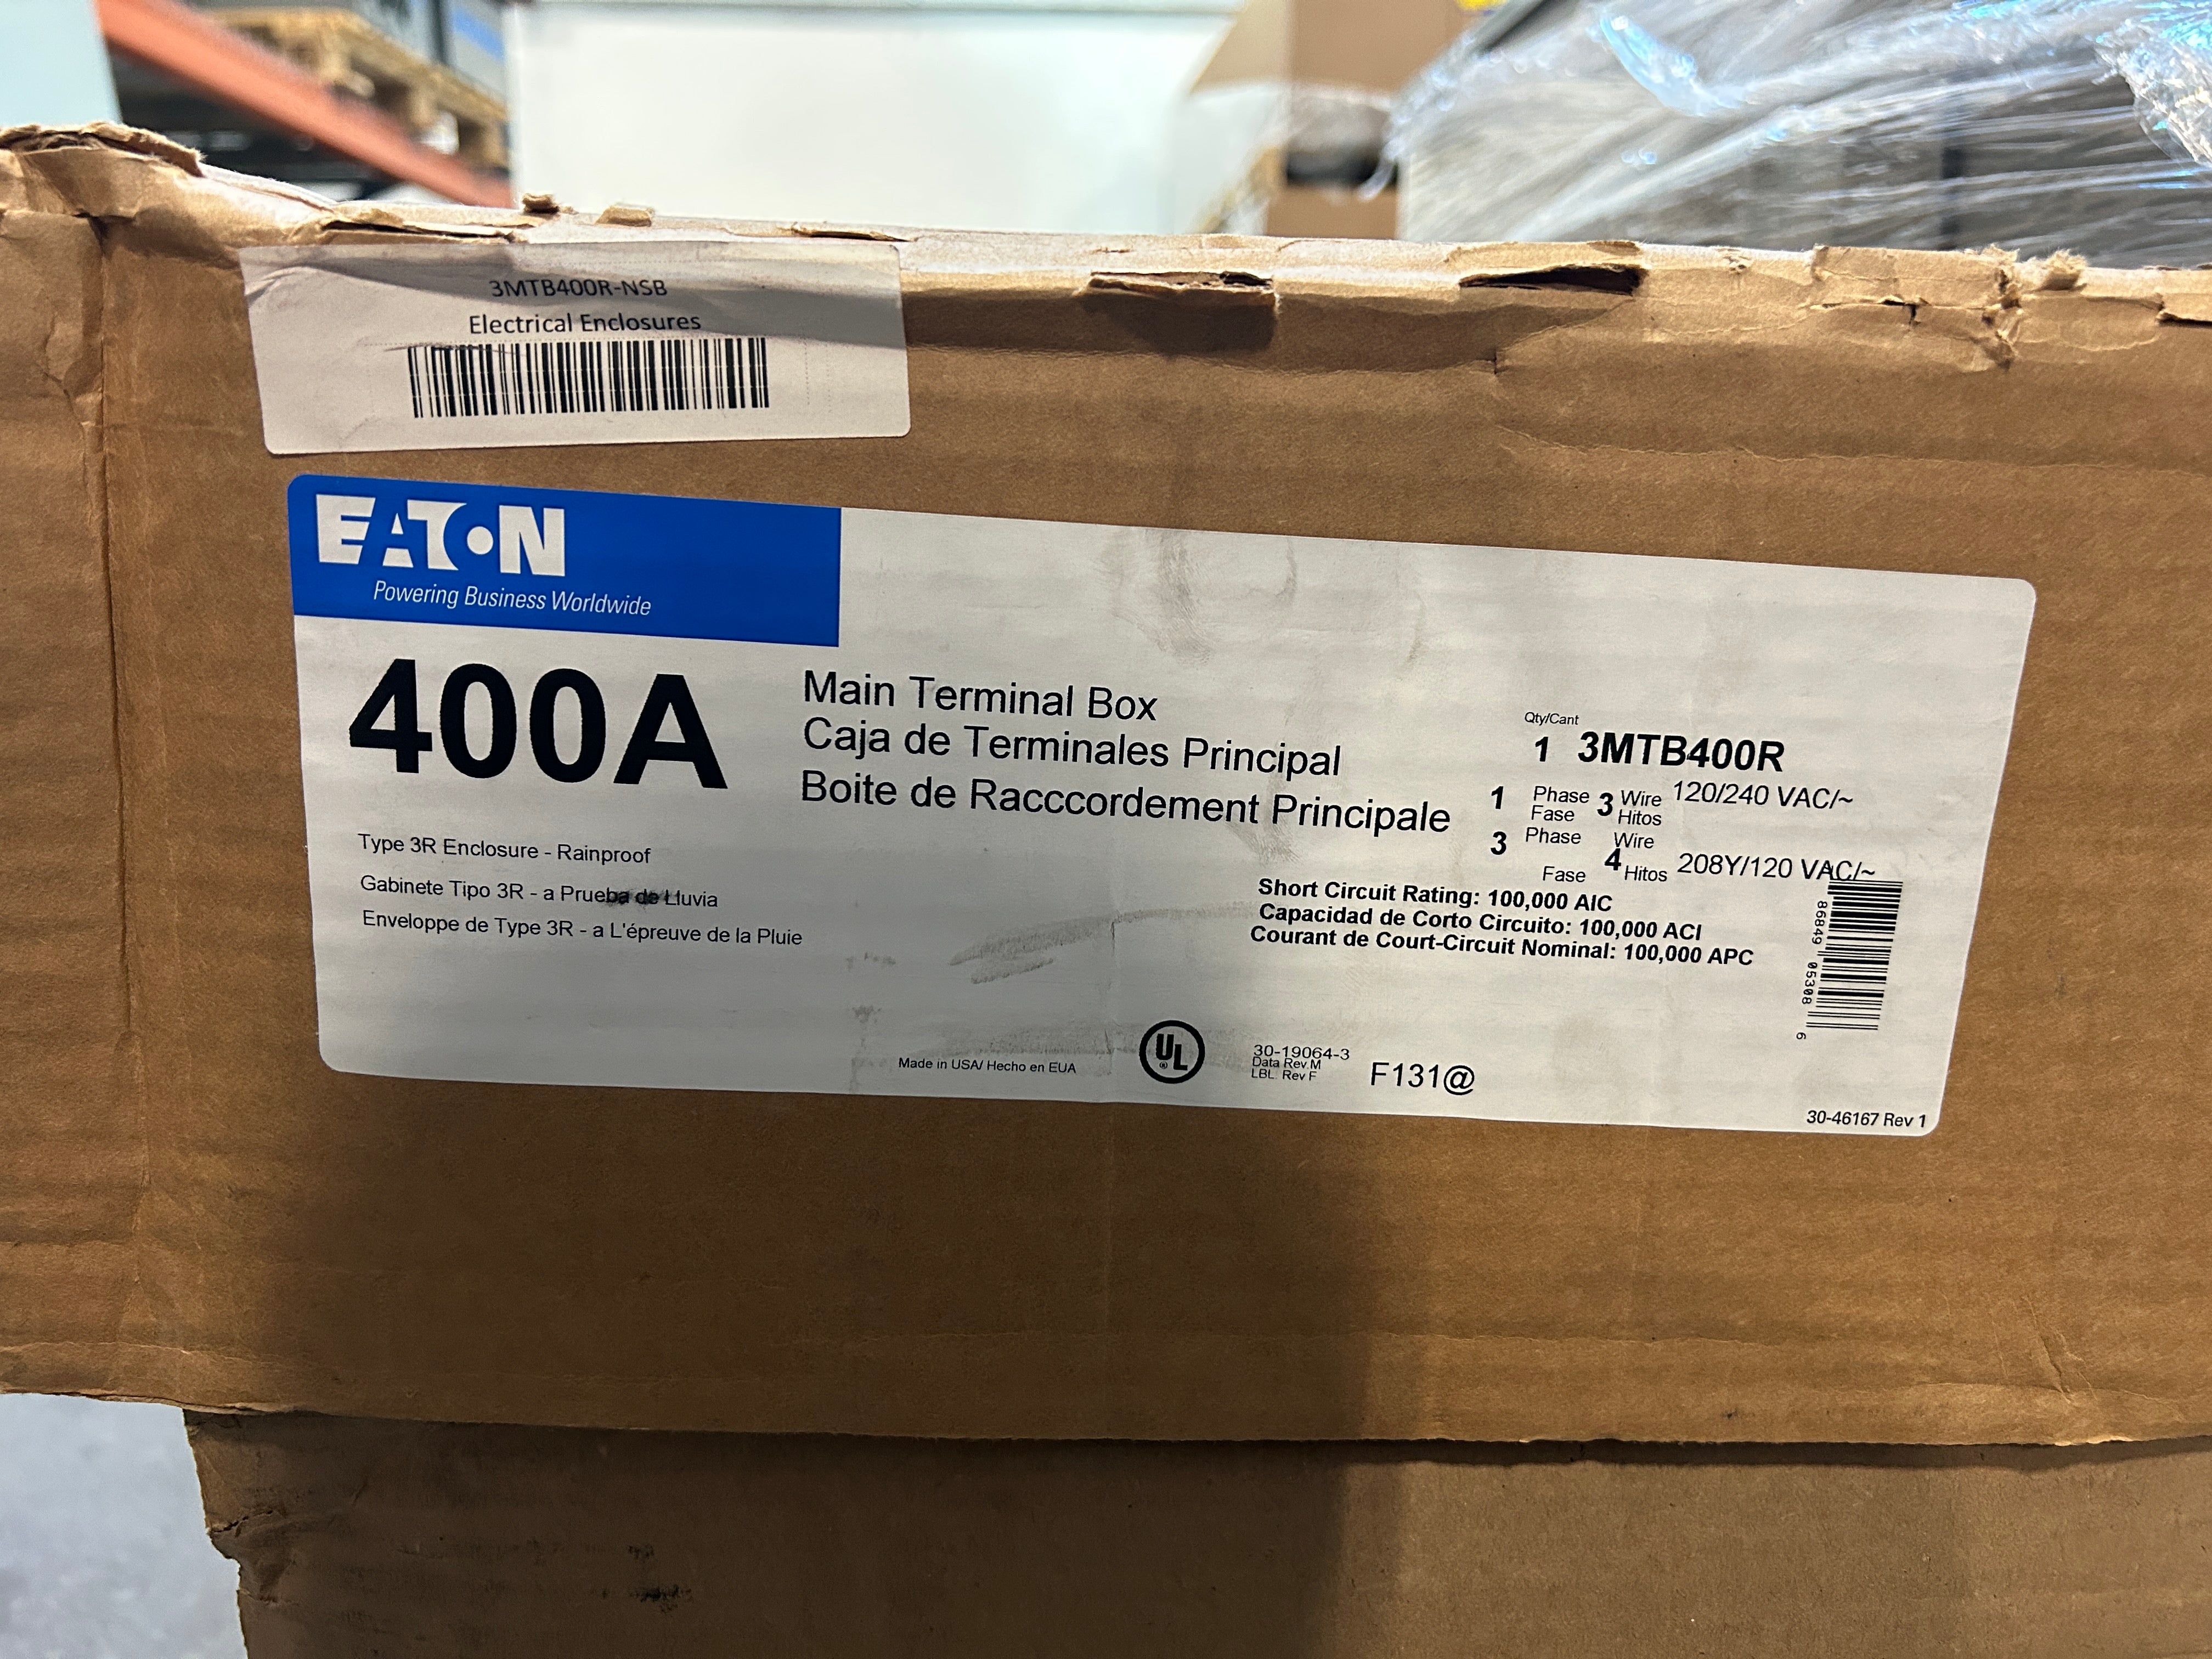 3MTB400R-NSB
Electrical Enclosures
EATON
Powering Business Worldwide
400A
Main Terminal Box
Caja de Terminales Principal
Boite de Racccordement Principale
Qty/Cant
1 3MTB400R
1 Phase 3 Wire 120/240 VAC/~
Fase Hitos
3 Phase Wire
Fase 4 Hitos 208Y/120 VAC/~
Type 3R Enclosure - Rainproof
Gabinete Tipo 3R - a Prueba de Lluvia
Enveloppe de Type 3R - a L'épreuve de la Pluie
Short Circuit Rating: 100,000 AIC
Capacidad de Corto Circuito: 100,000 ACI
Courant de Court-Circuit Nominal: 100,000 APC
86849 05308 6
Made in USA/ Hecho en EUA
UL ®
30-19064-3
Data Rev.M
LBL. Rev F
F131@
30-46167 Rev 1